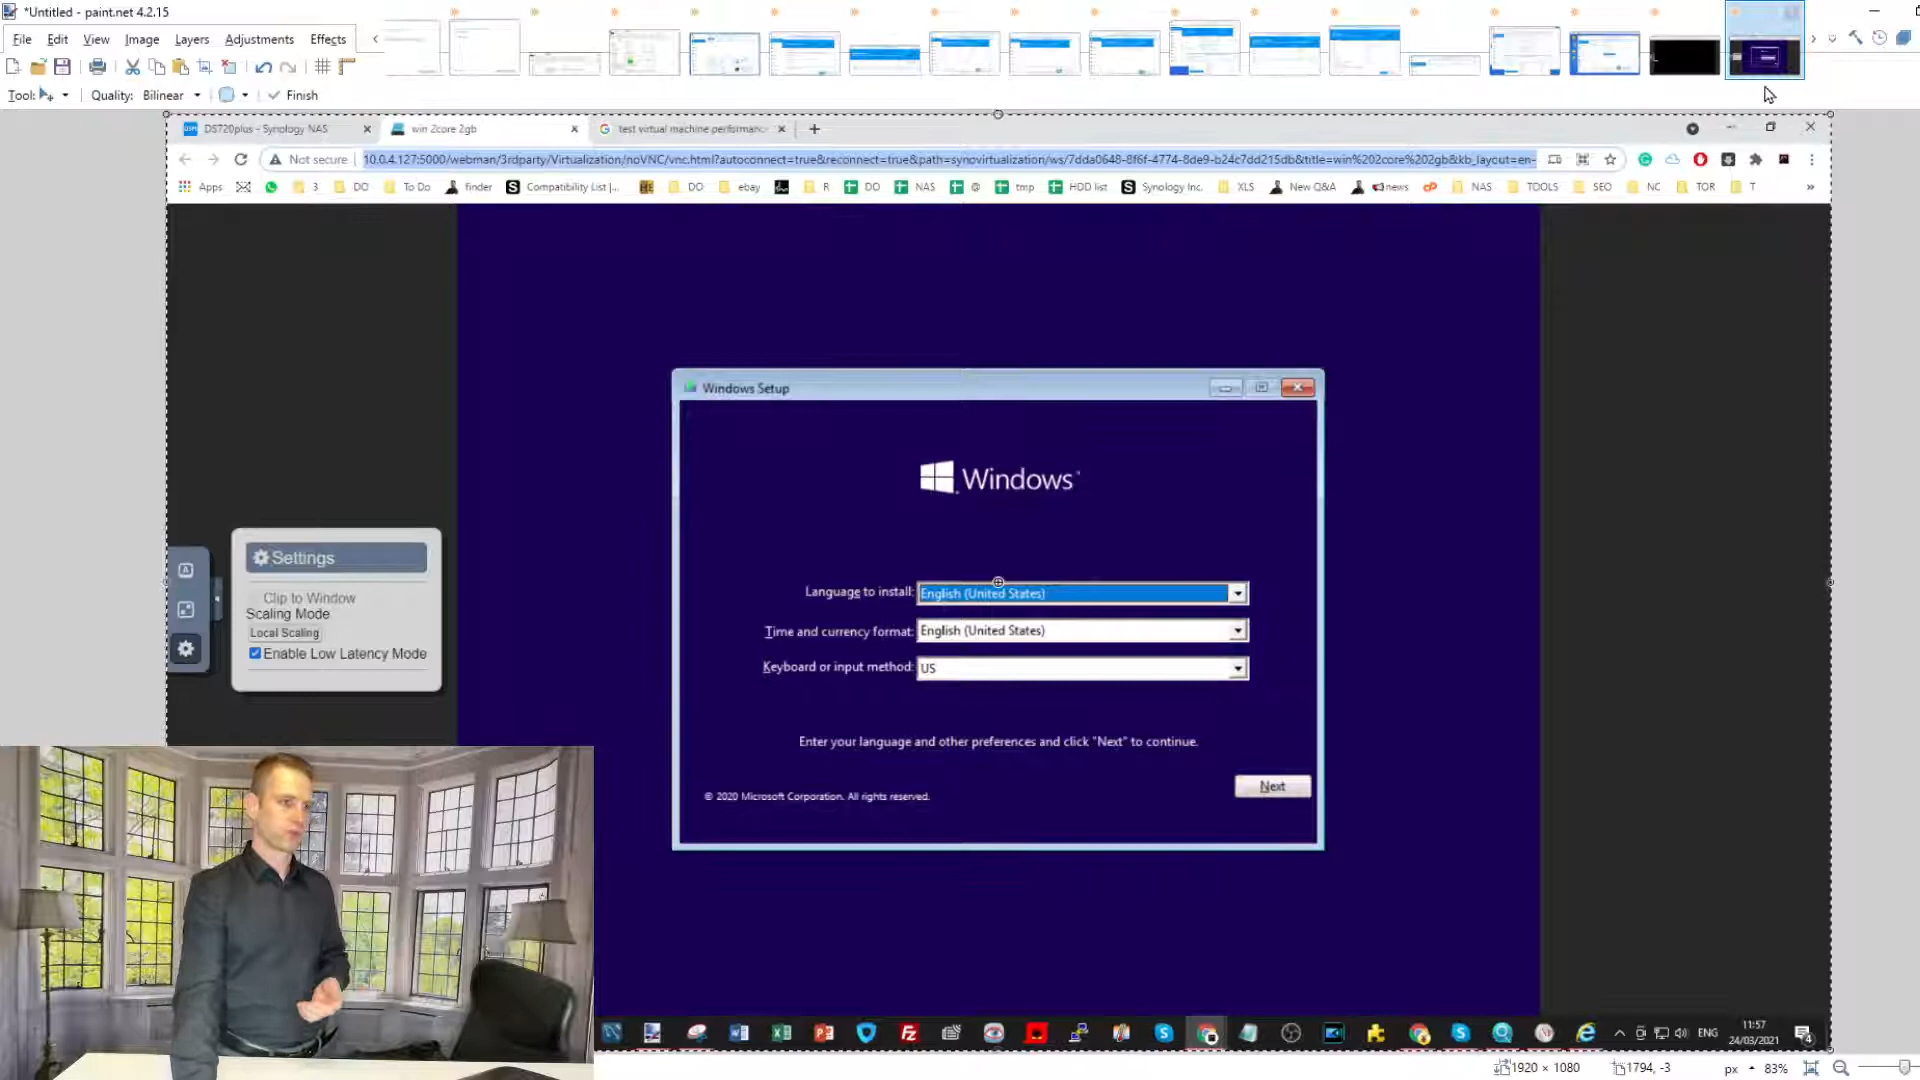 *Untitled - paint.net 4.2.15
File Edit View Image Layers Adjustments Effects
Tool: Quality: Bilinear Finish
DS720plus - Synology NAS win 2core 2gb test virtual machine performanc
Not secure 10.0.4.127:5000/webman/3rdparty/Virtualization/noVNC/vnc.html?autoconnect=true&reconnect=true&path=synovirtualization/ws/7dda0648-8f6f-4774-8de9-b24c7dd215db&title=win%202core%202gb&kb_layout=en-
Apps 3 DO To Do finder Compatibility List |... DO ebay R DO NAS @ tmp HDD list Synology Inc. XLS New Q&A news NAS TOOLS SEO NC TOR T »
Windows Setup
Windows
Settings
Clip to Window
Scaling Mode
Local Scaling
Enable Low Latency Mode
Language to install: English (United States)
Time and currency format: English (United States)
Keyboard or input method: US
Enter your language and other preferences and click "Next" to continue.
Next
© 2020 Microsoft Corporation. All rights reserved.
ENG 11:57
24/03/2021
4
1920 × 1080 1794, -3 px 83%